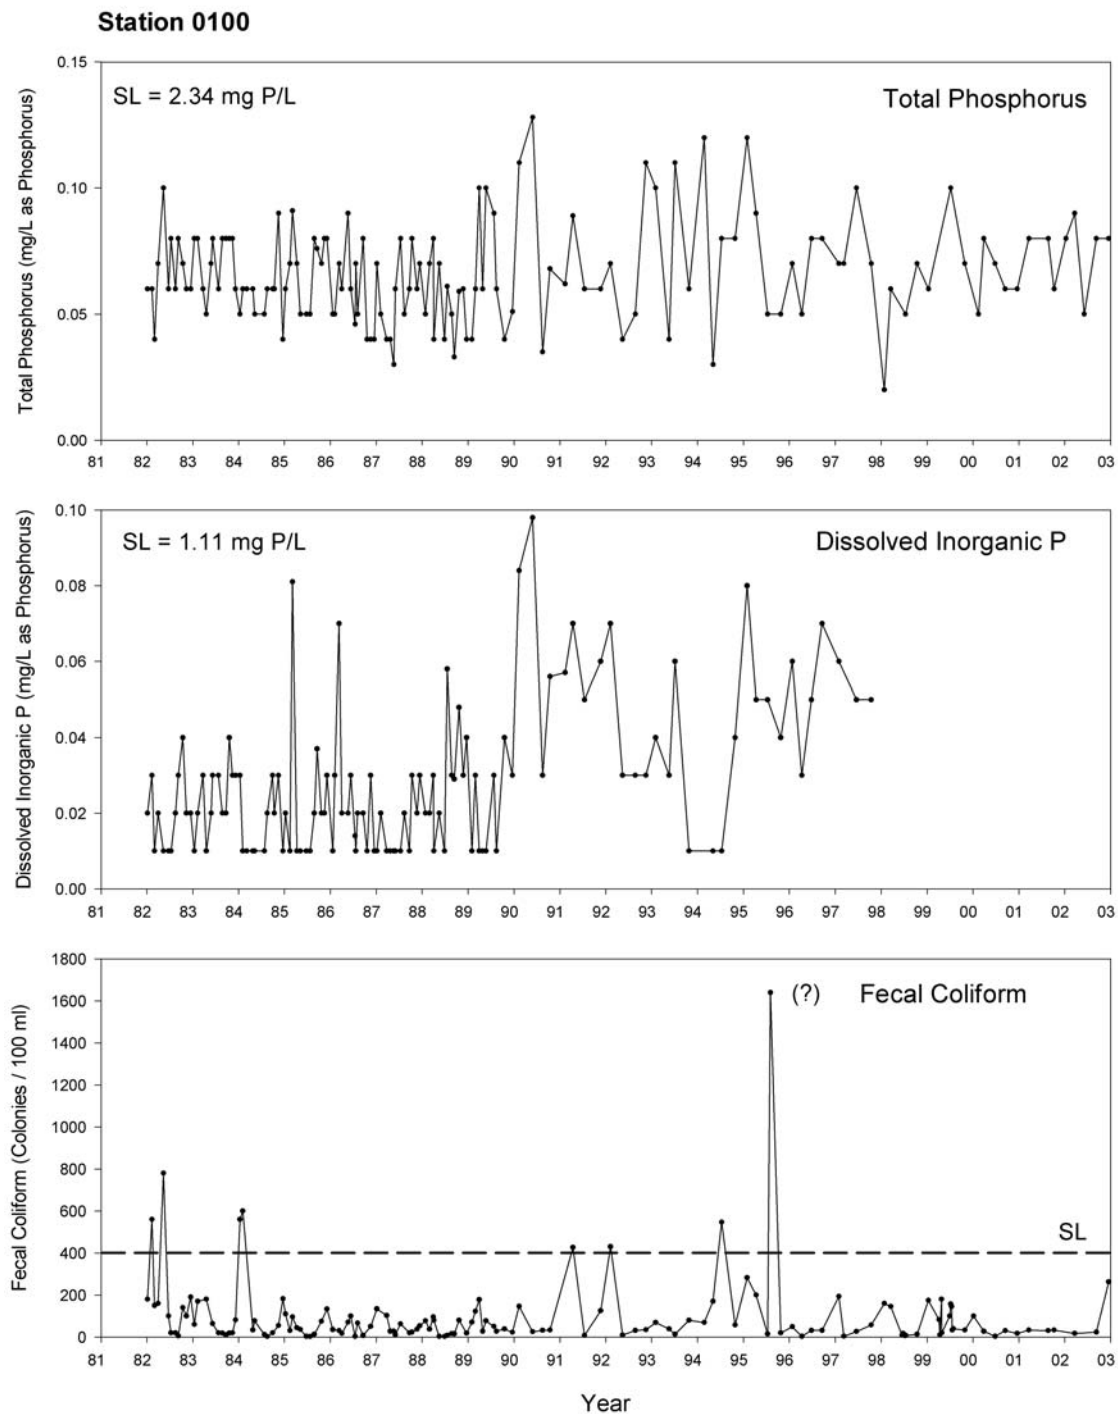 Station 0100
0.15
0.10
0.05
0.00
Total Phosphorus (mg/L as Phosphorus)
SL = 2.34 mg P/L
Total Phosphorus
81 82 83 84 85 86 87 88 89 90 91 92 93 94 95 96 97 98 99 00 01 02 03
0.10
0.08
0.06
0.04
0.02
0.00
Dissolved Inorganic P (mg/L as Phosphorus)
SL = 1.11 mg P/L
Dissolved Inorganic P
81 82 83 84 85 86 87 88 89 90 91 92 93 94 95 96 97 98 99 00 01 02 03
1800
1600
1400
1200
1000
800
600
400
200
0
Fecal Coliform (Colonies / 100 ml)
(?) Fecal Coliform
SL
81 82 83 84 85 86 87 88 89 90 91 92 93 94 95 96 97 98 99 00 01 02 03
Year